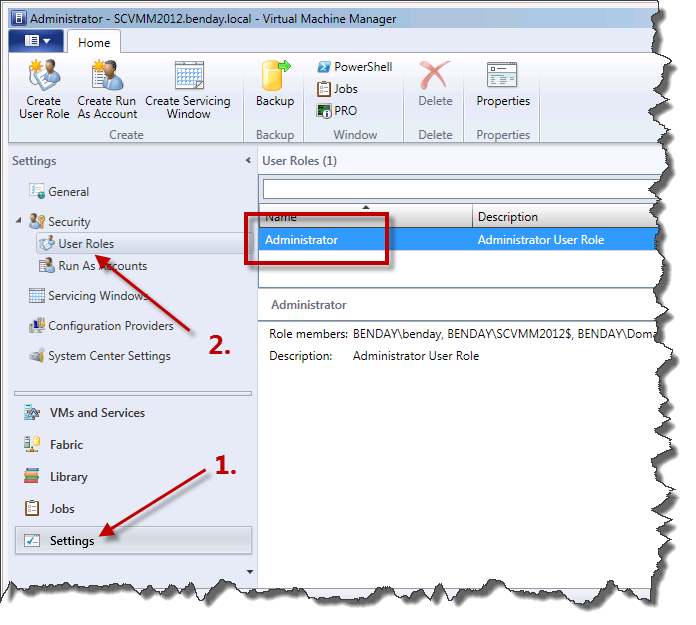 Administrator - SCVMM2012.benday.local - Virtual Machine Manager
Home
Create User Role
Create Run As Account
Create Servicing Window
Create
Backup
Backup
PowerShell
Jobs
PRO
Window
Delete
Delete
Properties
Properties
Settings
General
Security
User Roles
Run As Accounts
Servicing Windows
Configuration Providers
System Center Settings
VMs and Services
Fabric
Library
Jobs
Settings
1.
2.
User Roles (1)
Name Description
Administrator Administrator User Role
Administrator
Role members: BENDAY\benday, BENDAY\SCVMM2012$, BENDAY\Doma
Description: Administrator User Role